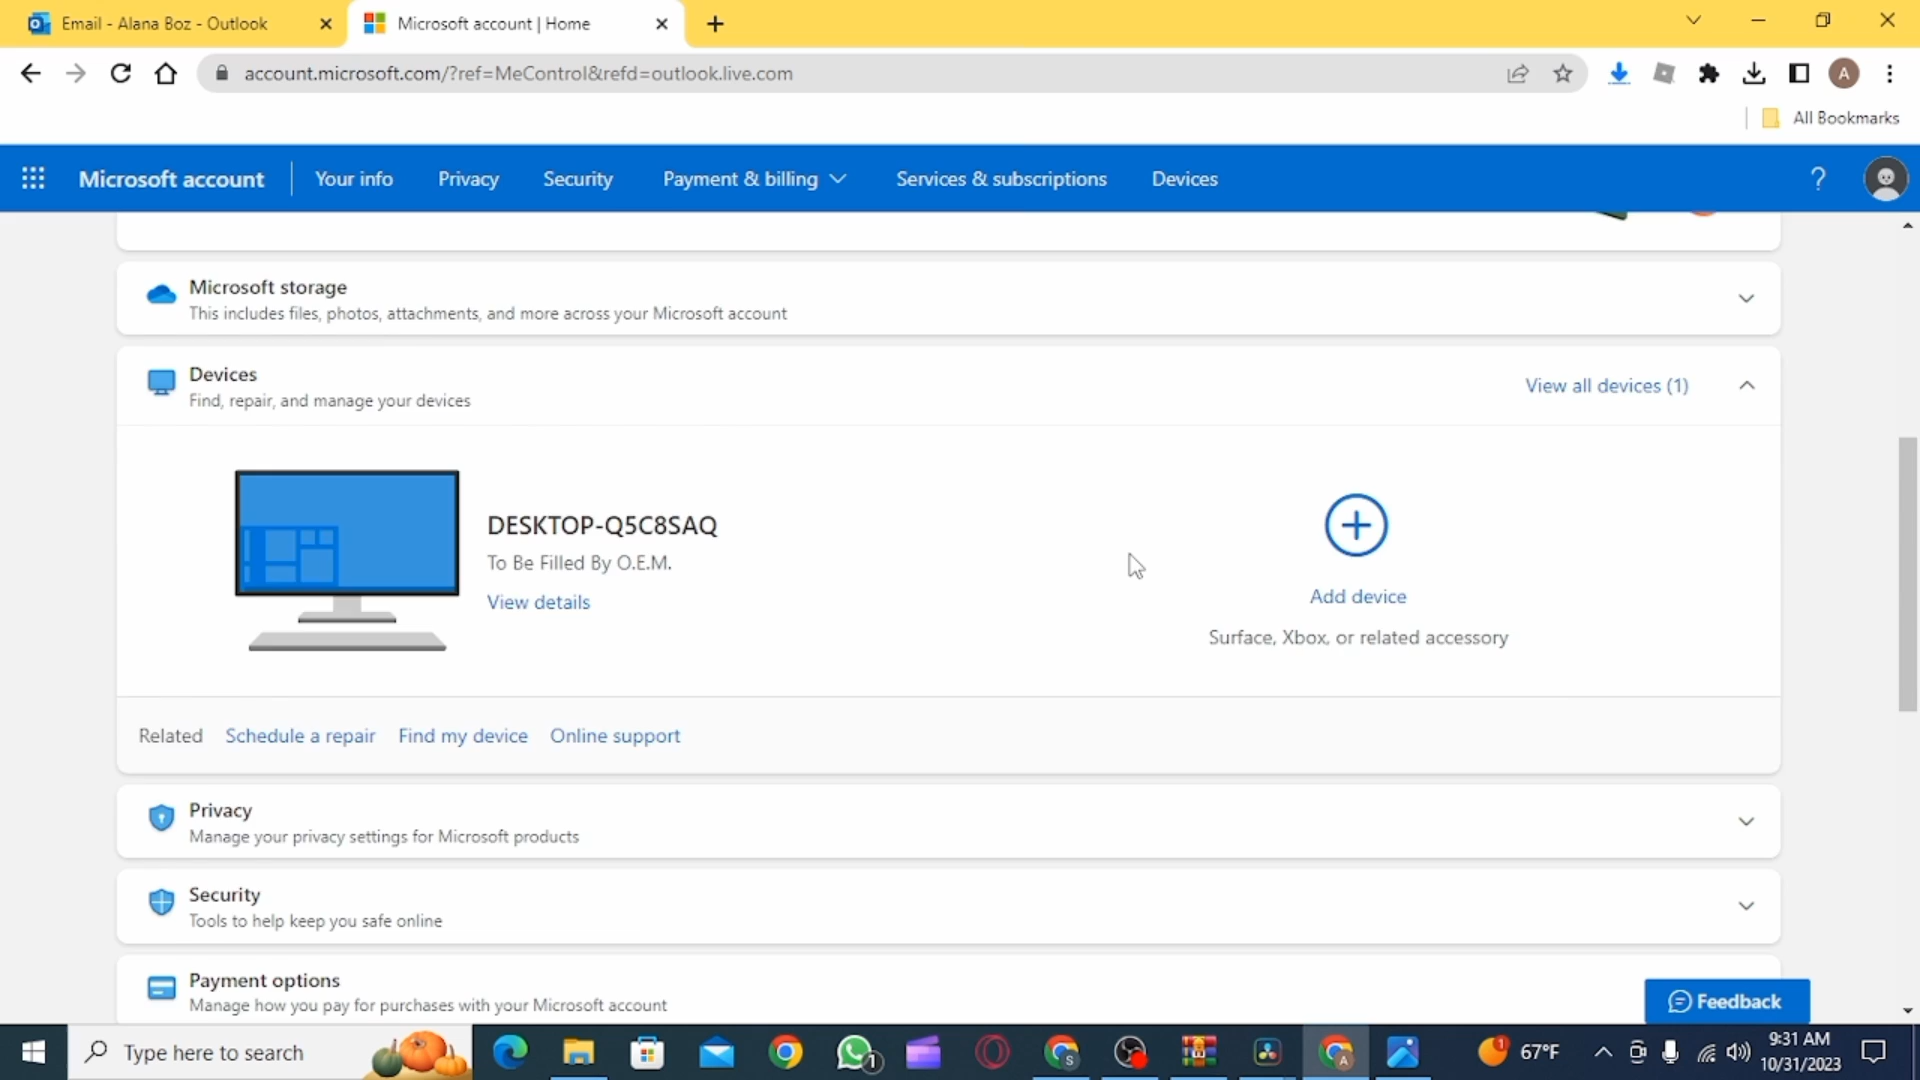 Email - Alana Boz - Outlook
Microsoft account | Home
account.microsoft.com/?ref=MeControl&refd=outlook.live.com
A
All Bookmarks
Microsoft account
Your info
Privacy
Security
Payment & billing
Services & subscriptions
Devices
?
Microsoft storage
This includes files, photos, attachments, and more across your Microsoft account
Devices
Find, repair, and manage your devices
View all devices (1)
DESKTOP-Q5C8SAQ
To Be Filled By O.E.M.
View details
Add device
Surface, Xbox, or related accessory
Related
Schedule a repair
Find my device
Online support
Privacy
Manage your privacy settings for Microsoft products
Security
Tools to help keep you safe online
Payment options
Manage how you pay for purchases with your Microsoft account
Feedback
Type here to search
1
S
A
1
67°F
9:31 AM
10/31/2023